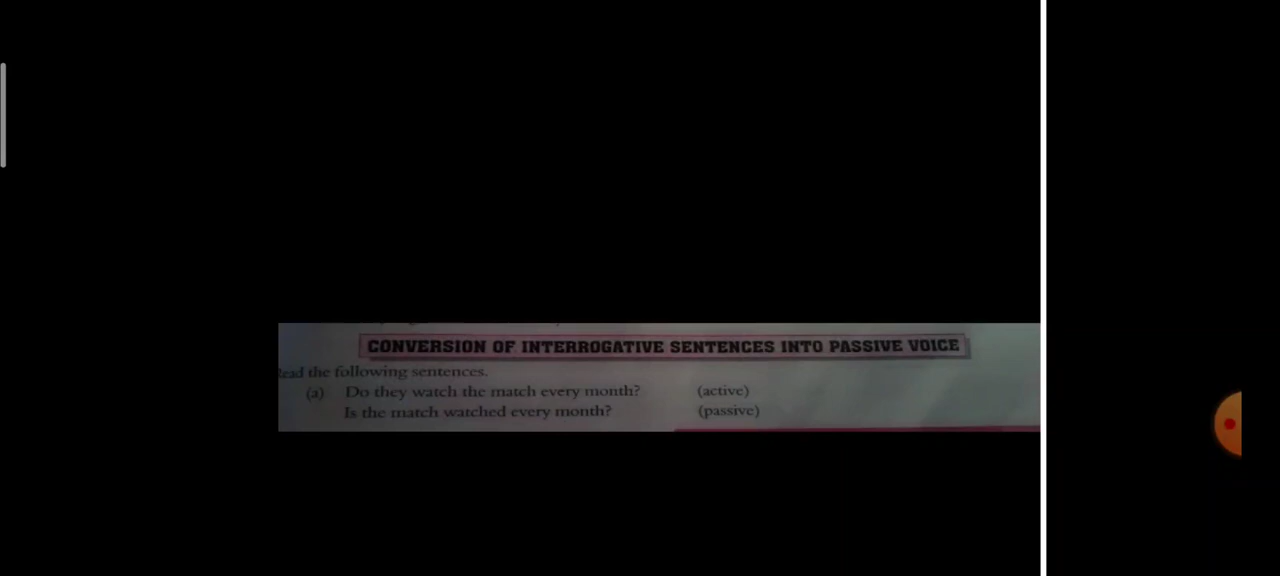 CONVERSION OF INTERROGATIVE SENTENCES INTO PASSIVE VOICE
Read the following sentences.
(a) Do they watch the match every month? (active)
Is the match watched every month? (passive)